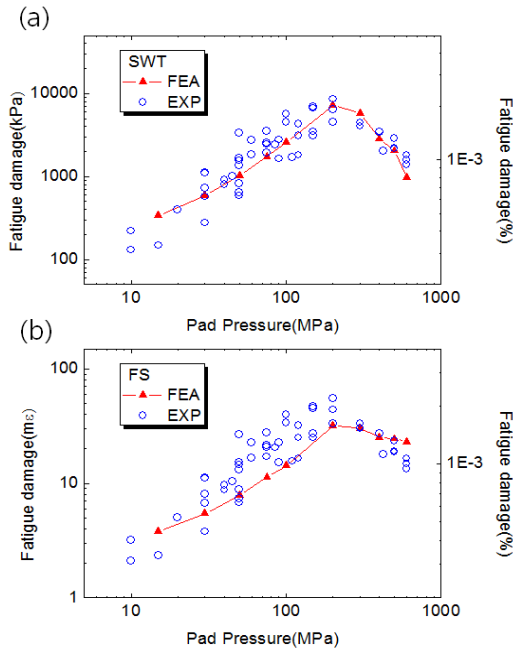 (a)
SWT
FEA
EXP
10000
1000
100
Fatigue damage(kPa)
1E-3
Fatigue damage(%)
10
100
1000
Pad Pressure(MPa)
(b)
FS
FEA
EXP
100
10
1
Fatigue damage(mε)
1E-3
Fatigue damage(%)
10
100
1000
Pad Pressure(MPa)